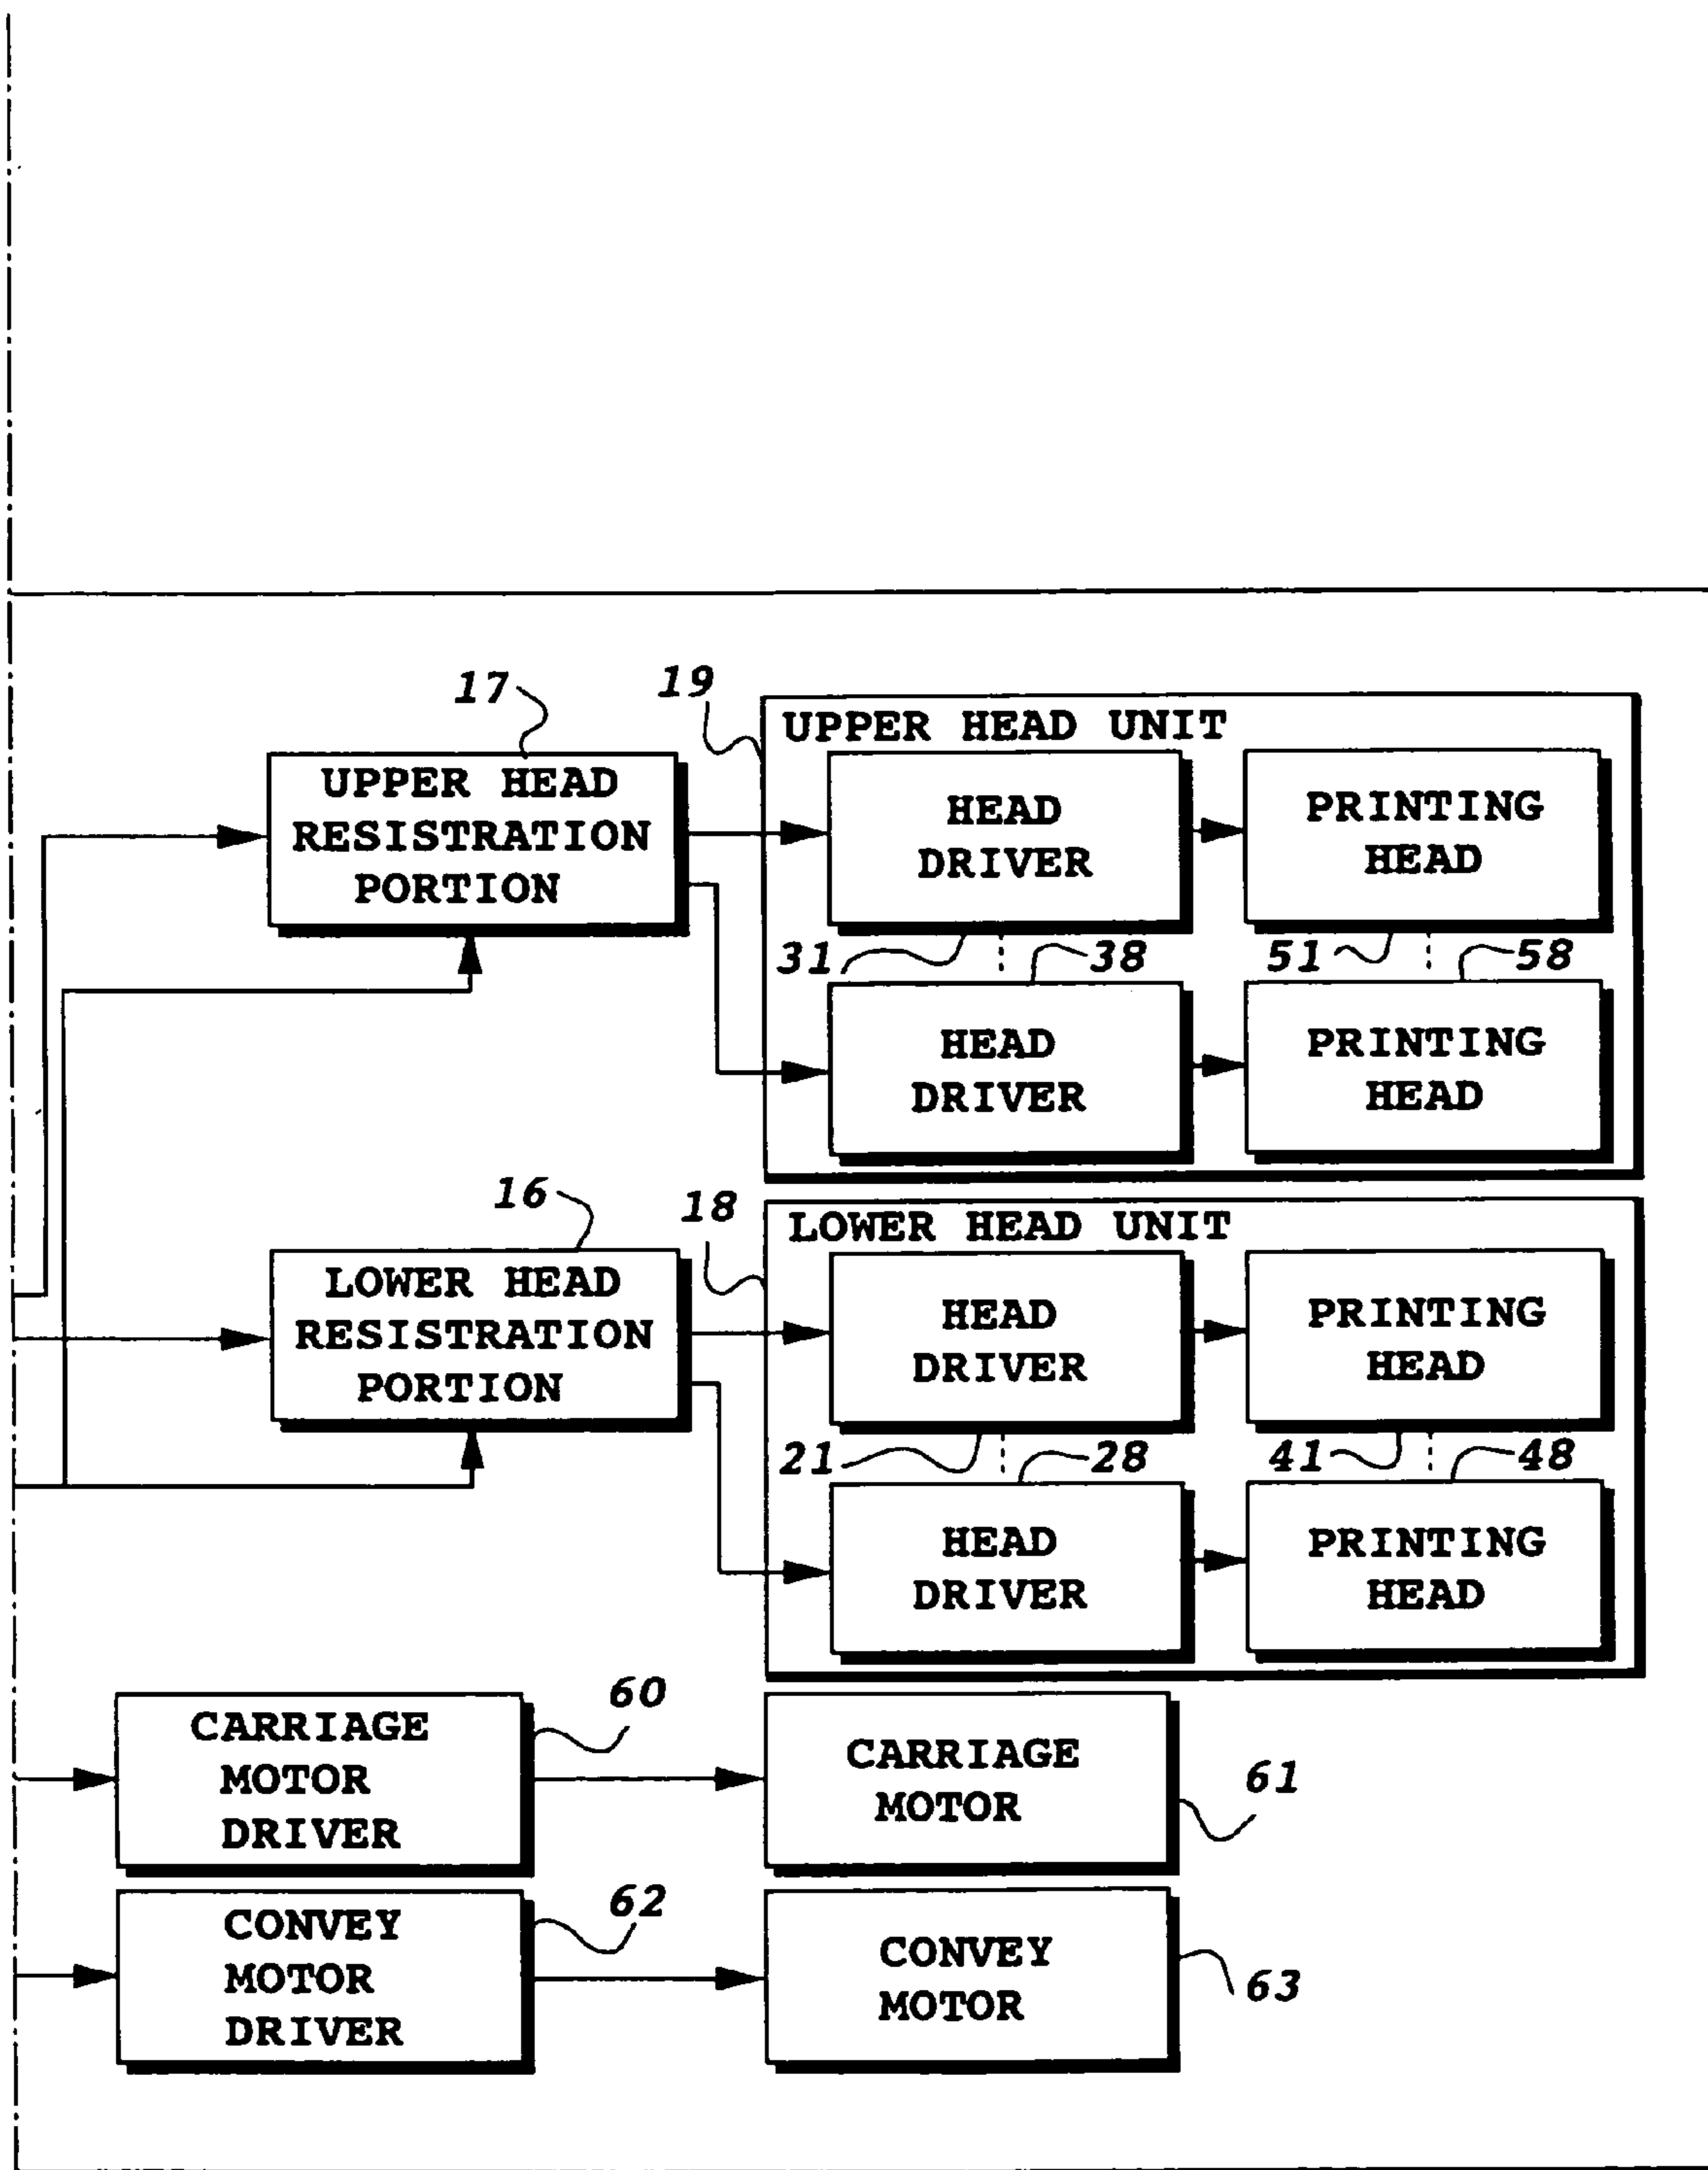 17
19
UPPER HEAD UNIT
UPPER HEAD
RESISTRATION
PORTION
HEAD
DRIVER
PRINTING
HEAD
31
38
51
58
HEAD
DRIVER
PRINTING
HEAD
16
18
LOWER HEAD UNIT
LOWER HEAD
RESISTRATION
PORTION
HEAD
DRIVER
PRINTING
HEAD
21
28
41
48
HEAD
DRIVER
PRINTING
HEAD
60
CARRIAGE
MOTOR
DRIVER
CARRIAGE
MOTOR
61
62
CONVEY
MOTOR
DRIVER
CONVEY
MOTOR
63